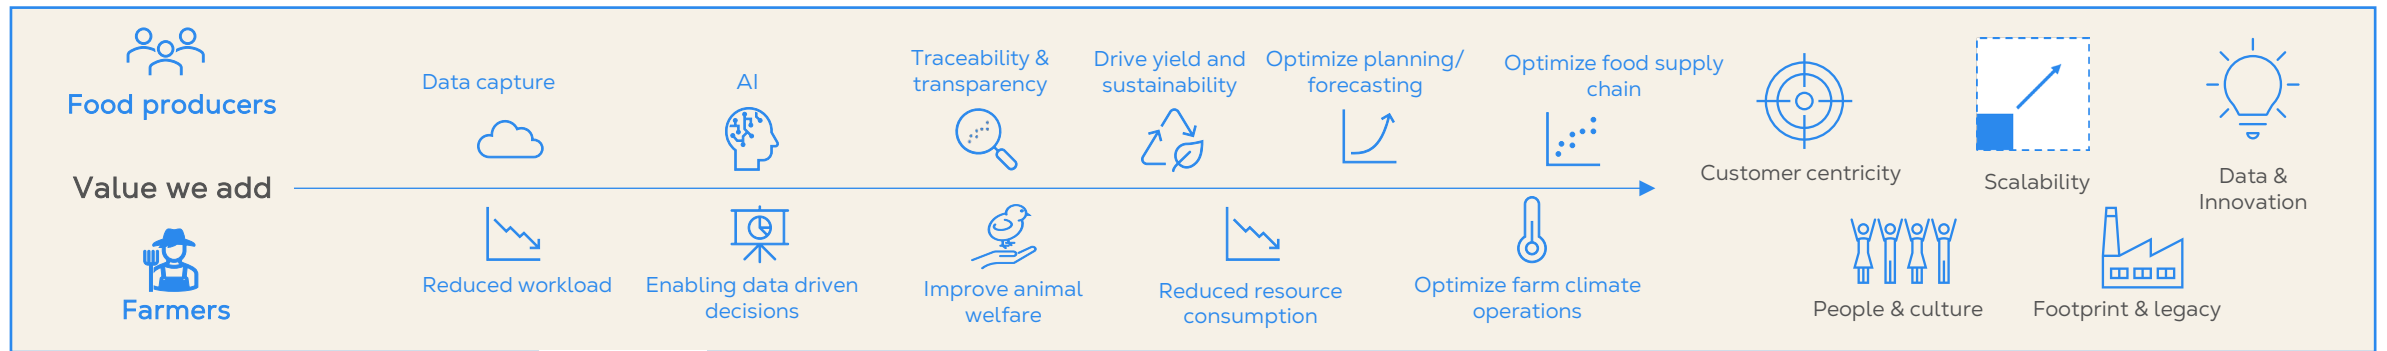 Food producers
Data capture
AI
Traceability &
transparency
Drive yield and
sustainability
Optimize planning/
forecasting
Optimize food supply
chain
Value we add
Farmers
Reduced workload
Enabling data driven
decisions
Improve animal
welfare
Reduced resource
consumption
Optimize farm climate
operations
Customer centricity
Scalability
Data &
Innovation
People & culture
Footprint & legacy